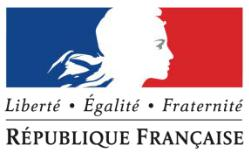 Liberté • Égalité • Fraternité
RÉPUBLIQUE FRANÇAISE